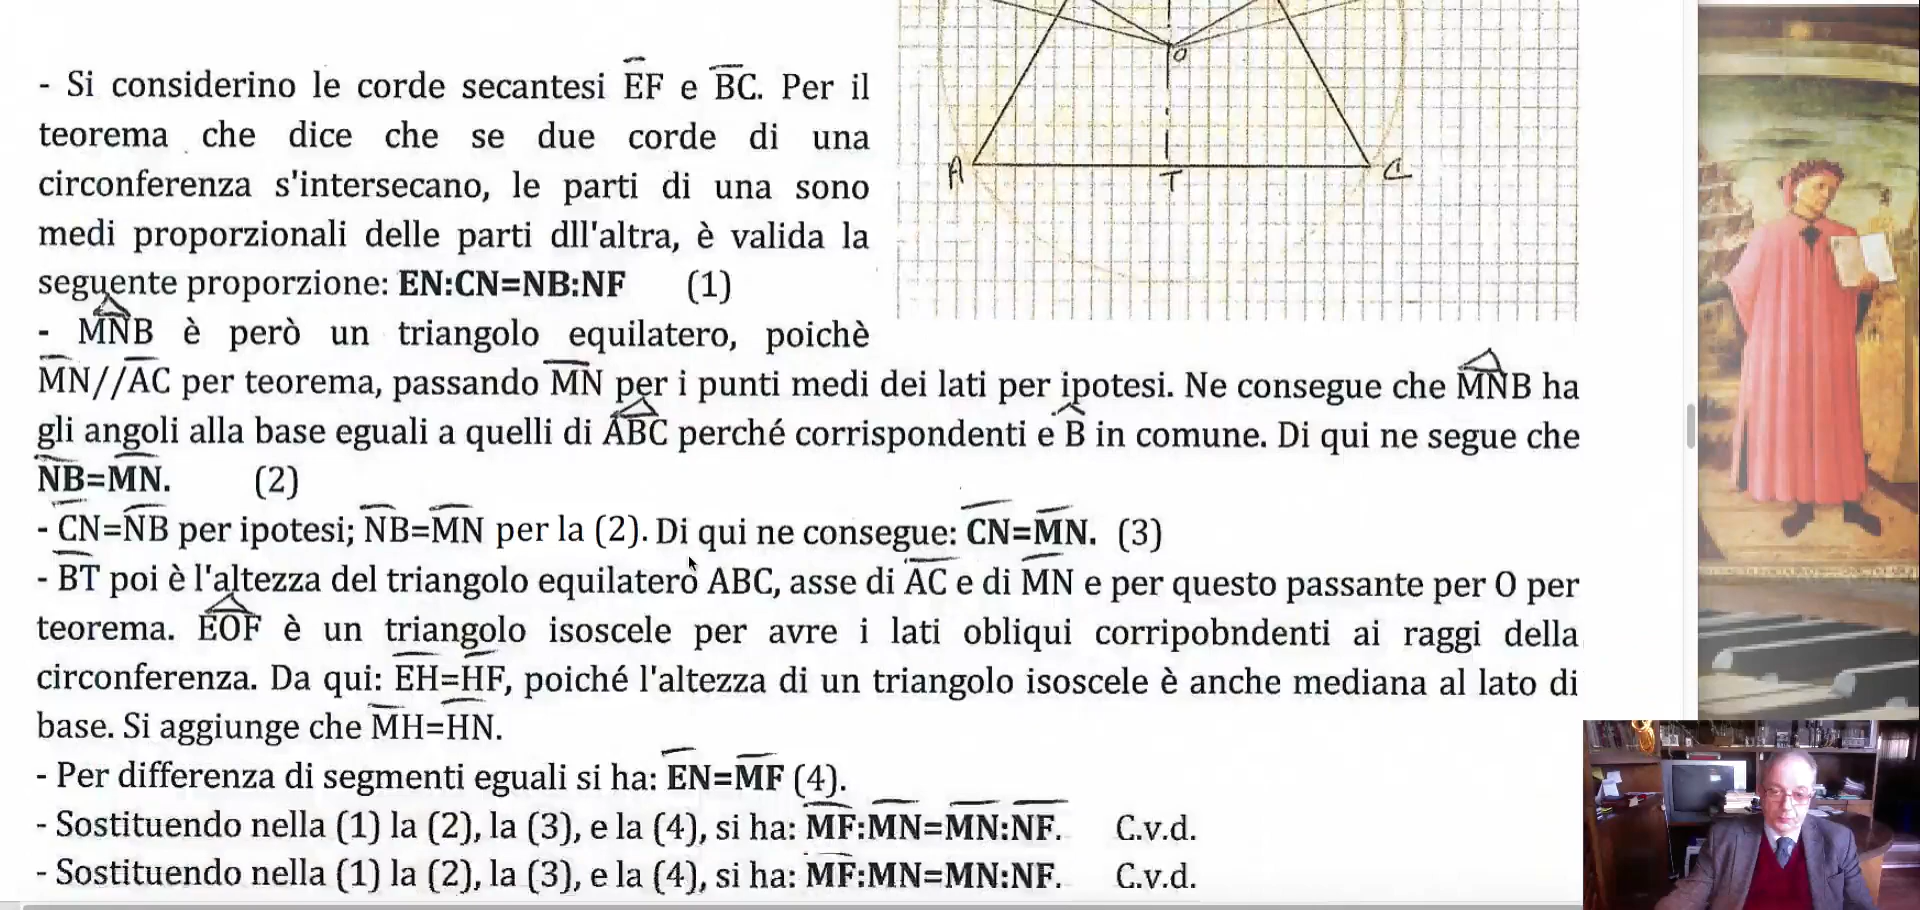 O
A
T
C
- Si considerino le corde secantesi EF e BC. Per il
teorema che dice che se due corde di una
circonferenza s'intersecano, le parti di una sono
medi proporzionali delle parti dll'altra, è valida la
seguente proporzione: EN:CN=NB:NF (1)
- MNB è però un triangolo equilatero, poichè
MN//AC per teorema, passando MN per i punti medi dei lati per ipotesi. Ne consegue che MNB ha
gli angoli alla base eguali a quelli di ABC perché corrispondenti e B in comune. Di qui ne segue che
NB=MN. (2)
- CN=NB per ipotesi; NB=MN per la (2). Di qui ne consegue: CN=MN. (3)
- BT poi è l'altezza del triangolo equilatero ABC, asse di AC e di MN e per questo passante per O per
teorema. EOF è un triangolo isoscele per avre i lati obliqui corripobndenti ai raggi della
circonferenza. Da qui: EH=HF, poiché l'altezza di un triangolo isoscele è anche mediana al lato di
base. Si aggiunge che MH=HN.
- Per differenza di segmenti eguali si ha: EN=MF (4).
- Sostituendo nella (1) la (2), la (3), e la (4), si ha: MF:MN=MN:NF. C.v.d.
- Sostituendo nella (1) la (2), la (3), e la (4), si ha: MF:MN=MN:NF. C.v.d.